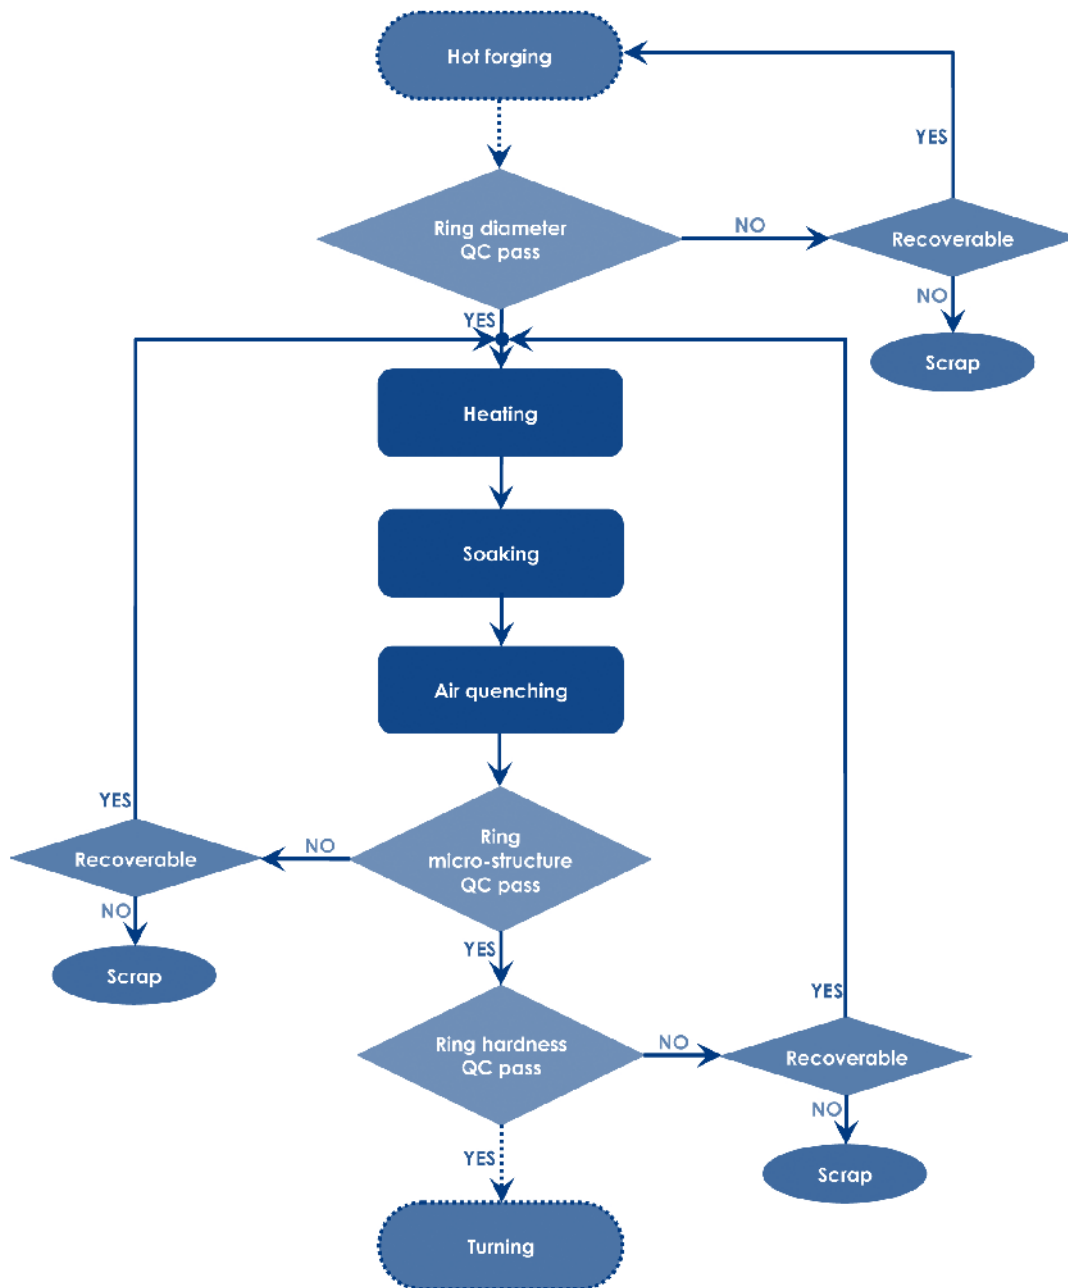 Hot forging
YES
Ring diameter
QC pass
NO
Recoverable
NO
YES
Scrap
Heating
Soaking
Air quenching
YES
Ring
micro-structure
QC pass
NO
Recoverable
NO
Scrap
YES
YES
Ring hardness
QC pass
NO
Recoverable
NO
YES
Scrap
Turning